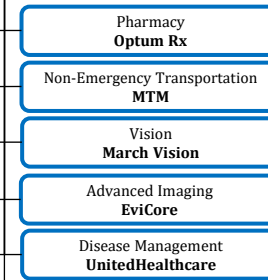 Pharmacy
Optum Rx
Non-Emergency Transportation
MTM
Vision
March Vision
Advanced Imaging
EviCore
Disease Management
UnitedHealthcare